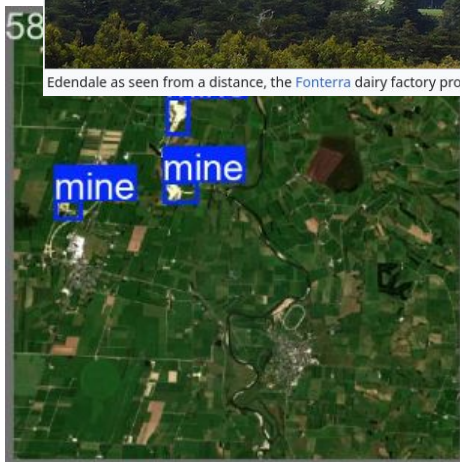 58
Edendale as seen from a distance, the Fonterra dairy factory pro
mine
mine